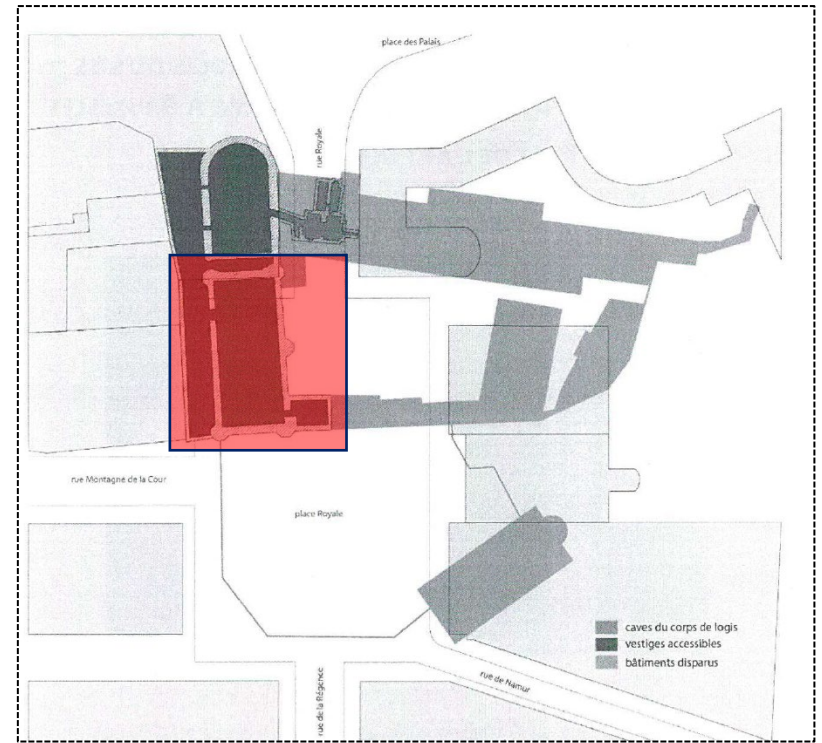 place des Palais
rue Royale
rue Montagne de la Cour
place Royale
caves du corps de logis
vestiges accessibles
bâtiments disparus
rue de Namur
rue de la Régence